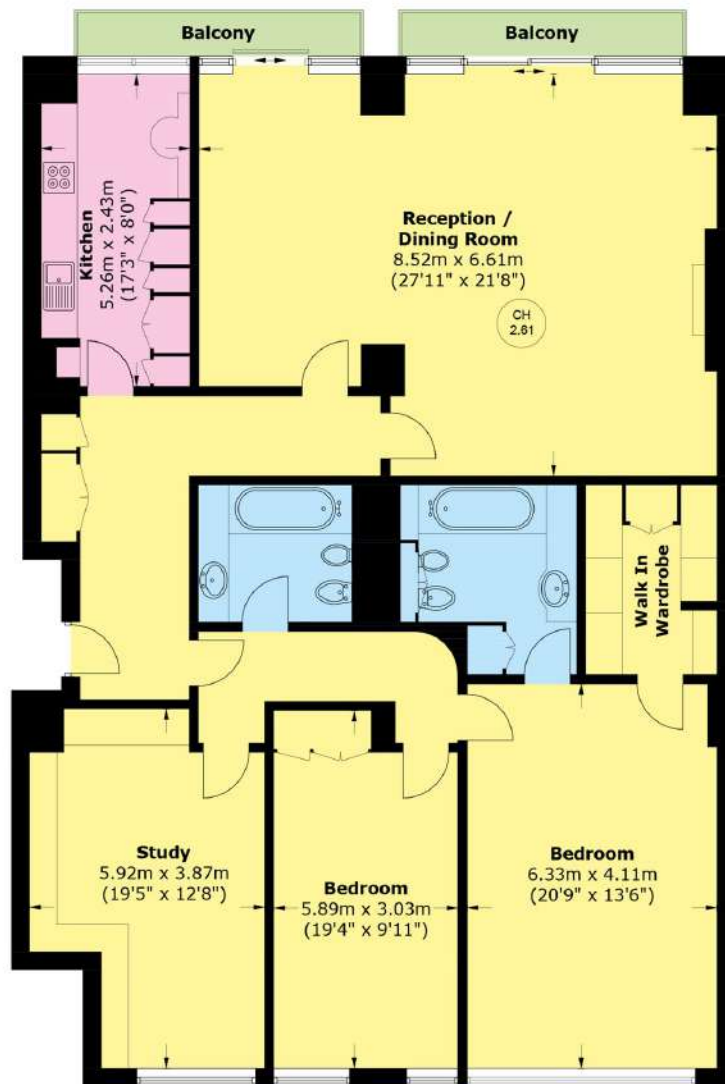 Balcony
Balcony
Kitchen
5.26m x 2.43m
(17'3" x 8'0")
Reception /
Dining Room
8.52m x 6.61m
(27'11" x 21'8")
CH
2.61
Walk In
Wardrobe
Study
5.92m x 3.87m
(19'5" x 12'8")
Bedroom
5.89m x 3.03m
(19'4" x 9'11")
Bedroom
6.33m x 4.11m
(20'9" x 13'6")